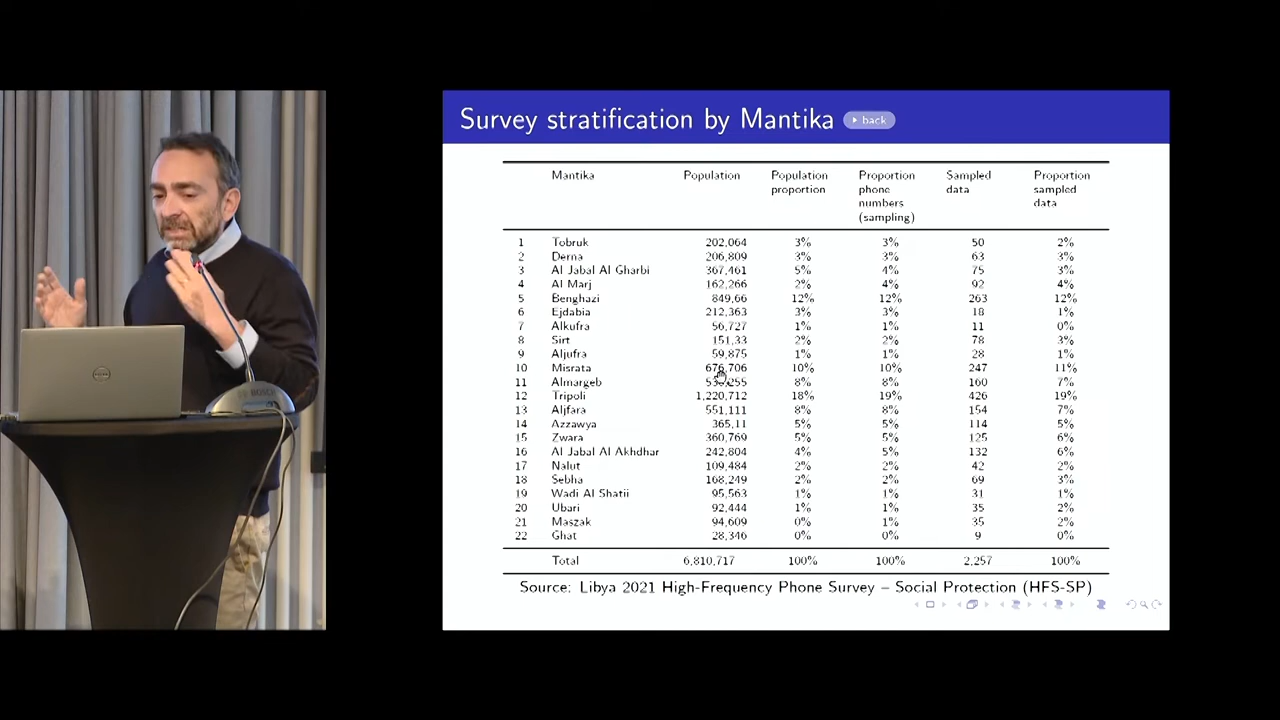 Survey stratification by Mantika back
Mantika Population Population proportion Proportion phone numbers (sampling) Sampled data Proportion sampled data
1 Tobruk 202,064 3% 3% 50 2%
2 Derna 206,809 3% 3% 63 3%
3 Al Jabal Al Gharbi 367,461 5% 4% 75 3%
4 Al Marj 162,266 2% 4% 92 4%
5 Benghazi 849,66 12% 12% 263 12%
6 Ejdabia 212,363 3% 3% 18 1%
7 Alkufra 56,727 1% 1% 11 0%
8 Sirt 151,33 2% 2% 78 3%
9 Aljufra 59,875 1% 1% 28 1%
10 Misrata 676,706 10% 10% 247 11%
11 Almargeb 8% 8% 160 7%
12 Tripoli 1,220,712 18% 19% 426 19%
13 Aljfara 551,111 8% 8% 154 7%
14 Azzawya 365,11 5% 5% 114 5%
15 Zwara 360,769 5% 5% 125 6%
16 Al Jabal Al Akhdhar 242,804 4% 5% 132 6%
17 Nalut 109,484 2% 2% 42 2%
18 Sebha 168,249 2% 2% 69 3%
19 Wadi Al Shatii 95,563 1% 1% 31 1%
20 Ubari 92,444 1% 1% 35 2%
21 Maszak 94,609 0% 1% 35 2%
22 Ghat 28,346 0% 0% 9 0%
Total 6,810,717 100% 100% 2,257 100%
Source: Libya 2021 High-Frequency Phone Survey – Social Protection (HFS-SP)
DELL
BOSCH